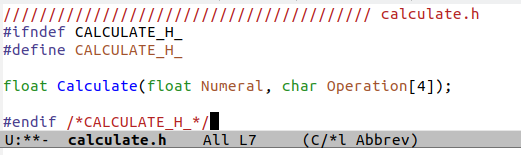 //////////////////////////////////////// calculate.h
#ifndef CALCULATE_H_
#define CALCULATE_H_
float Calculate(float Numeral, char Operation[4]);
#endif /*CALCULATE_H_*/
U:**-  calculate.h    All L7     (C/*l Abbrev)